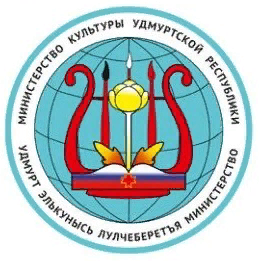 МИНИСТЕРСТВО КУЛЬТУРЫ УДМУРТСКОЙ РЕСПУБЛИКИ
УДМУРТ ЭЛЬКУНЫСЬ ЛУЛЧЕБЕРЕТЪЯ МИНИСТЕРСТВО